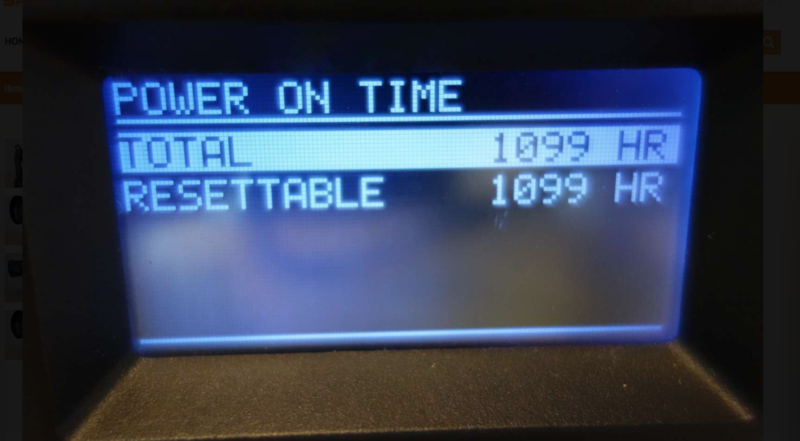 POWER ON TIME
TOTAL 1099 HR
RESETTABLE 1099 HR